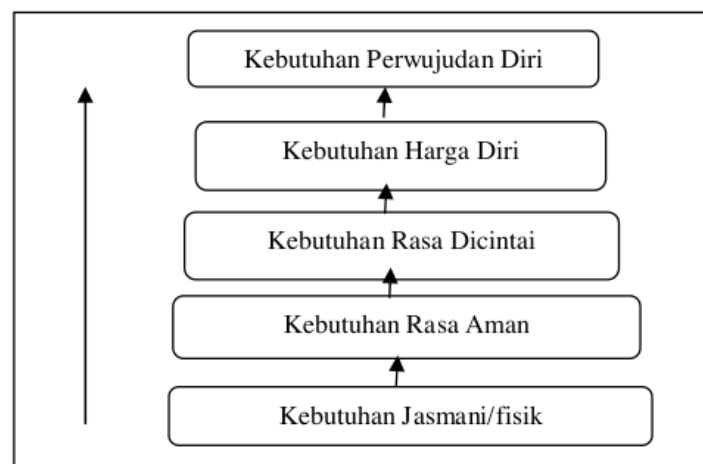 Kebutuhan Perwujudan Diri
Kebutuhan Harga Diri
Kebutuhan Rasa Dicintai
Kebutuhan Rasa Aman
Kebutuhan Jasmani/fisik